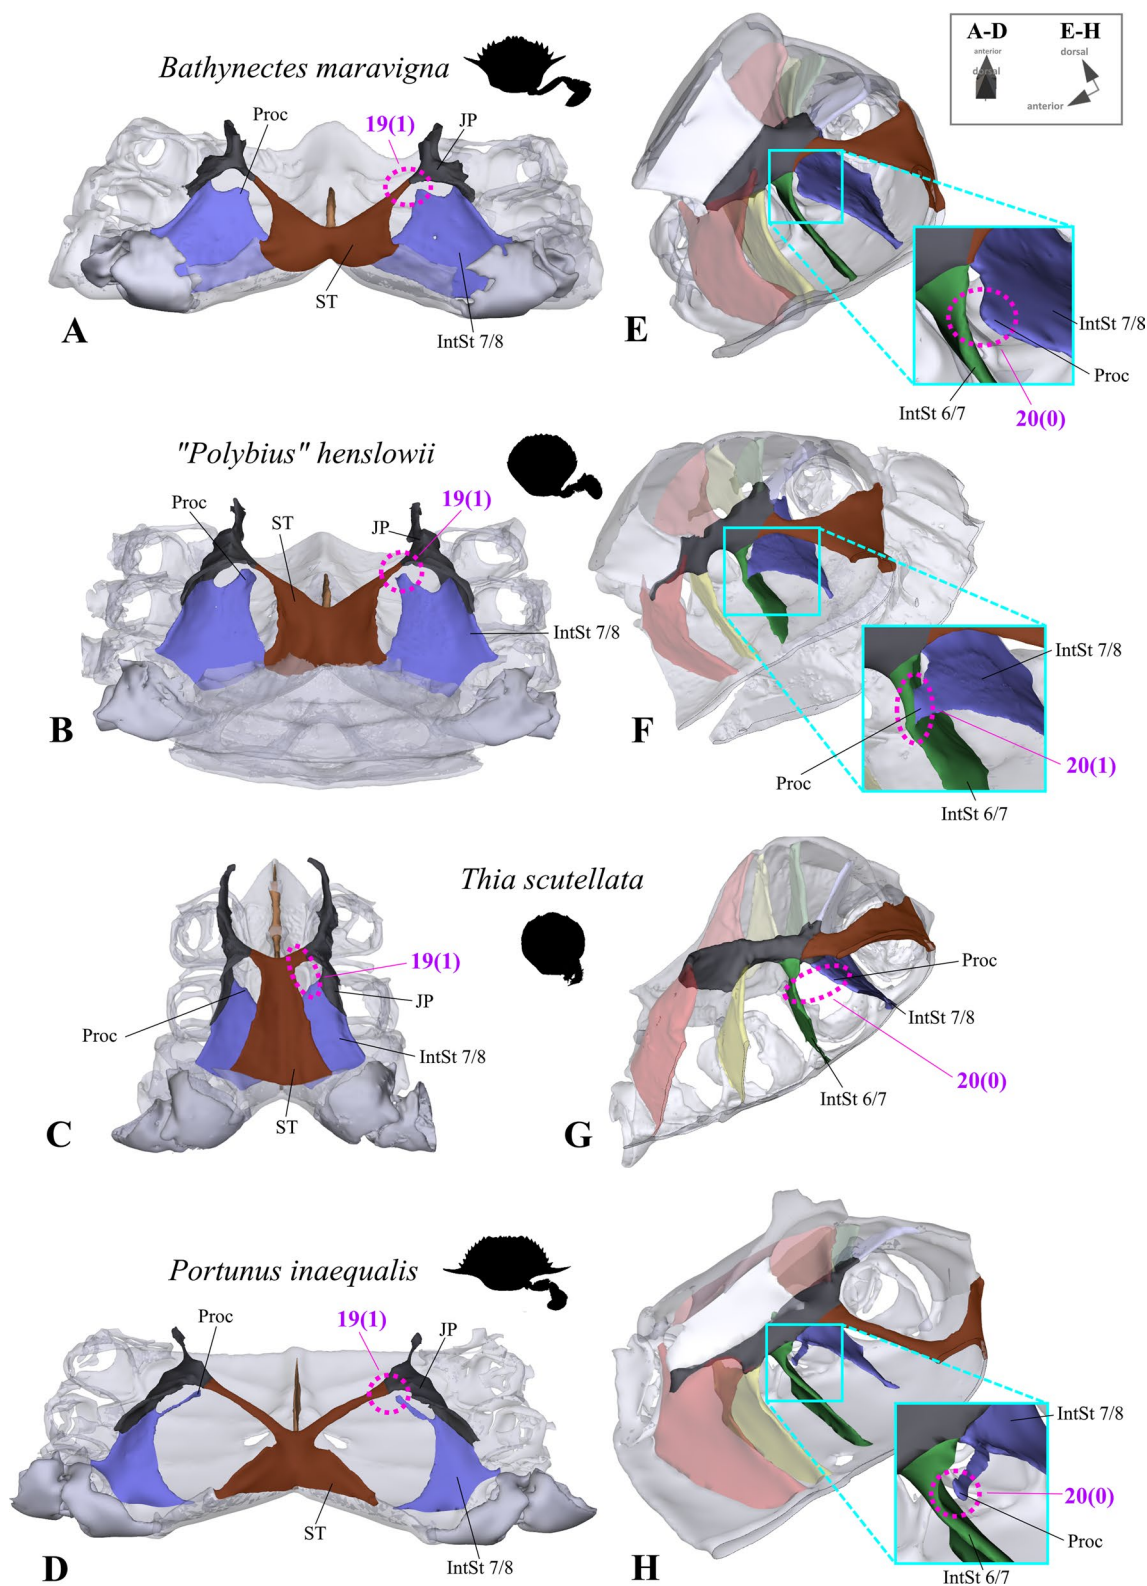 A-D
anterior
dorsal
E-H
dorsal
anterior
Bathynectes maravigna
Proc
19(1)
JP
ST
IntSt 7/8
A
E
IntSt 7/8
Proc
IntSt 6/7
20(0)
"Polybius" henslowii
Proc
ST
JP
19(1)
IntSt 7/8
B
F
IntSt 7/8
Proc
20(1)
IntSt 6/7
Thia scutellata
19(1)
JP
Proc
IntSt 7/8
ST
C
Proc
IntSt 7/8
20(0)
IntSt 6/7
G
Portunus inaequalis
Proc
19(1)
JP
ST
IntSt 7/8
D
H
IntSt 7/8
20(0)
Proc
IntSt 6/7